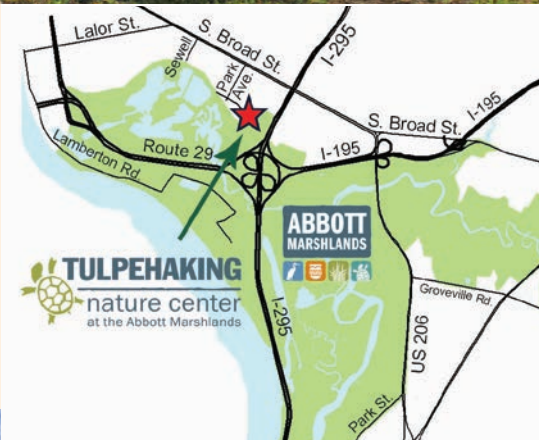 Lalor St.
S. Broad St.
Sewell
Park
Ave.
I-295
S. Broad St.
I-195
Lamberton Rd.
Route 29
I-195
ABBOTT
MARSHLANDS
TULPEHAKING
nature center
at the Abbott Marshlands
I-295
Groveville Rd.
US 206
Park St.